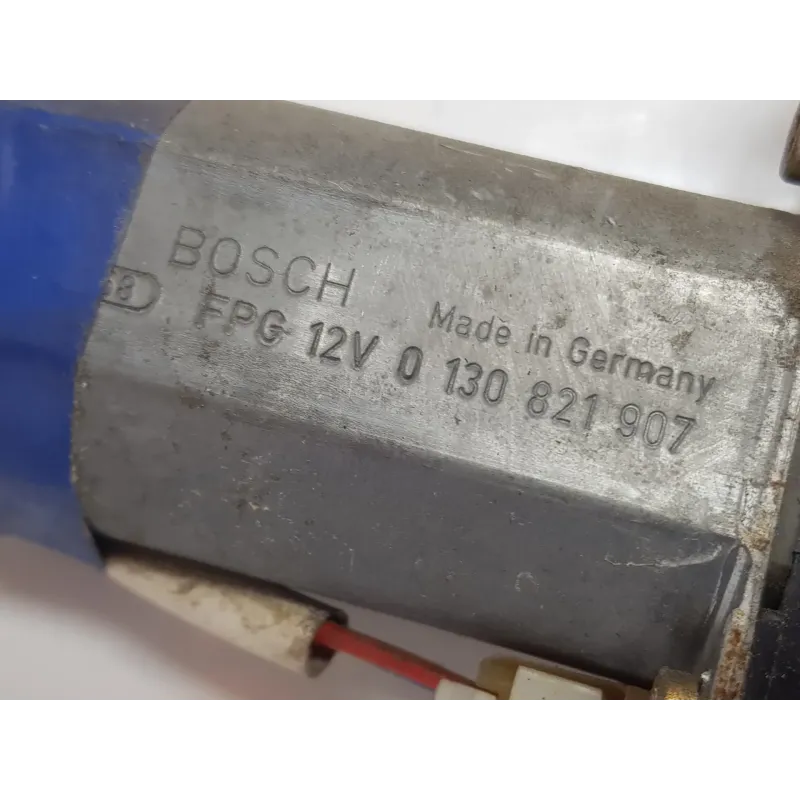 BOSCH
Made in Germany
FPG 12V 0 130 821 907